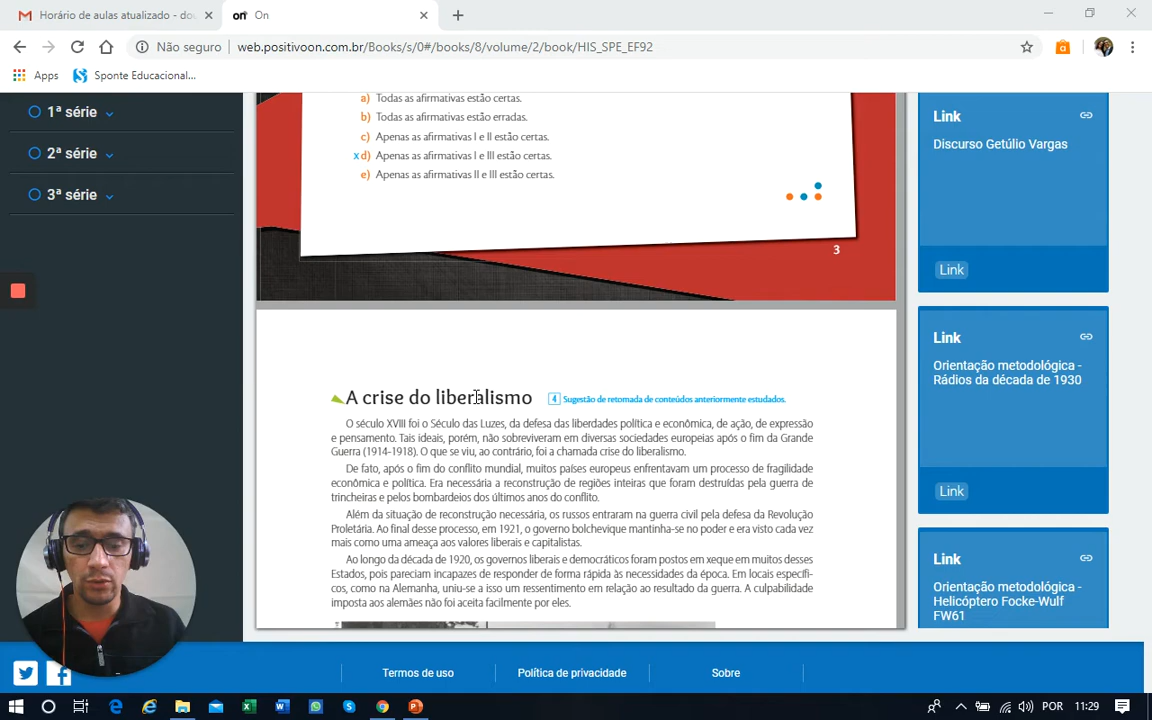 Horário de aulas atualizado - dou
on
On
Não seguro
web.positivoon.com.br/Books/s/0#/books/8/volume/2/book/HIS_SPE_EF92
a
Apps
Sponte Educacional...
1ª série
2ª série
3ª série
a) Todas as afirmativas estão certas.
b) Todas as afirmativas estão erradas.
c) Apenas as afirmativas I e II estão certas.
x d) Apenas as afirmativas I e III estão certas.
e) Apenas as afirmativas II e III estão certas.
3
A crise do liberalismo
4 Sugestão de retomada de conteúdos anteriormente estudados.
O século XVIII foi o Século das Luzes, da defesa das liberdades política e econômica, de ação, de expressão
e pensamento. Tais ideais, porém, não sobreviveram em diversas sociedades europeias após o fim da Grande
Guerra (1914-1918). O que se viu, ao contrário, foi a chamada crise do liberalismo.
De fato, após o fim do conflito mundial, muitos países europeus enfrentavam um processo de fragilidade
econômica e política. Era necessária a reconstrução de regiões inteiras que foram destruídas pela guerra de
trincheiras e pelos bombardeios dos últimos anos do conflito.
Além da situação de reconstrução necessária, os russos entraram na guerra civil pela defesa da Revolução
Proletária. Ao final desse processo, em 1921, o governo bolchevique mantinha-se no poder e era visto cada vez
mais como uma ameaça aos valores liberais e capitalistas.
Ao longo da década de 1920, os governos liberais e democráticos foram postos em xeque em muitos desses
Estados, pois pareciam incapazes de responder de forma rápida às necessidades da época. Em locais específi-
cos, como na Alemanha, uniu-se a isso um ressentimento em relação ao resultado da guerra. A culpabilidade
imposta aos alemães não foi aceita facilmente por eles.
Link
Discurso Getúlio Vargas
Link
Link
Orientação metodológica -
Rádios da década de 1930
Link
Link
Orientação metodológica -
Helicóptero Focke-Wulf
FW61
Termos de uso
Política de privacidade
Sobre
POR
11:29